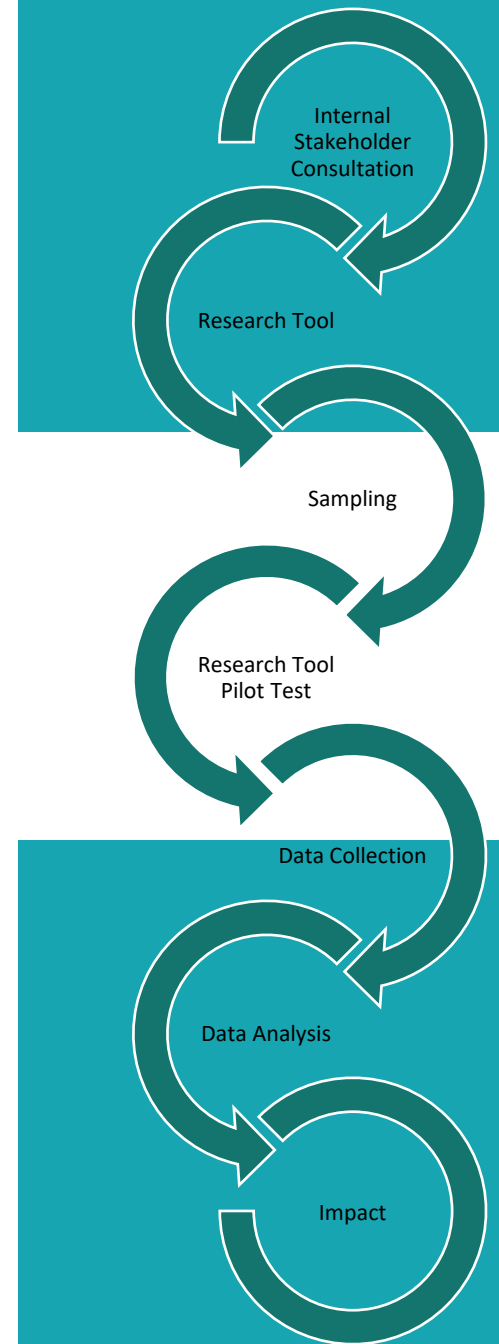 Internal
Stakeholder
Consultation
Research Tool
Sampling
Research Tool
Pilot Test
Data Collection
Data Analysis
Impact